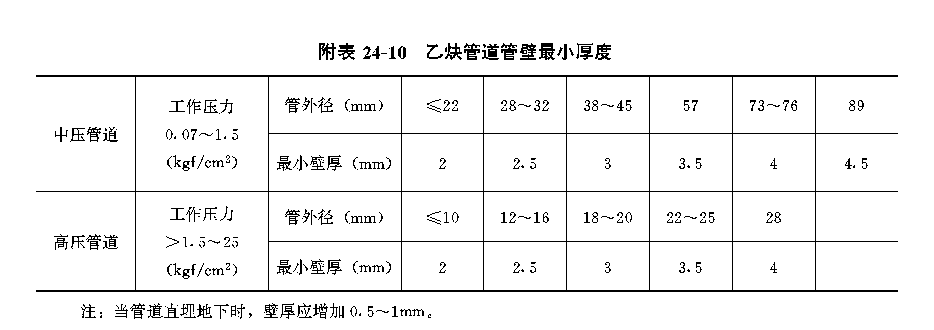 附表 24-10 乙炔管道管壁最小厚度
中压管道 工作压力 0.07～1.5 (kgf/cm²) 管外径（mm） ≤22 28～32 38～45 57 73～76 89
最小壁厚（mm） 2 2.5 3 3.5 4 4.5
高压管道 工作压力 >1.5～25 (kgf/cm²) 管外径（mm） ≤10 12～16 18～20 22～25 28
最小壁厚（mm） 2 2.5 3 3.5 4
注：当管道直埋地下时，壁厚应增加0.5～1mm。